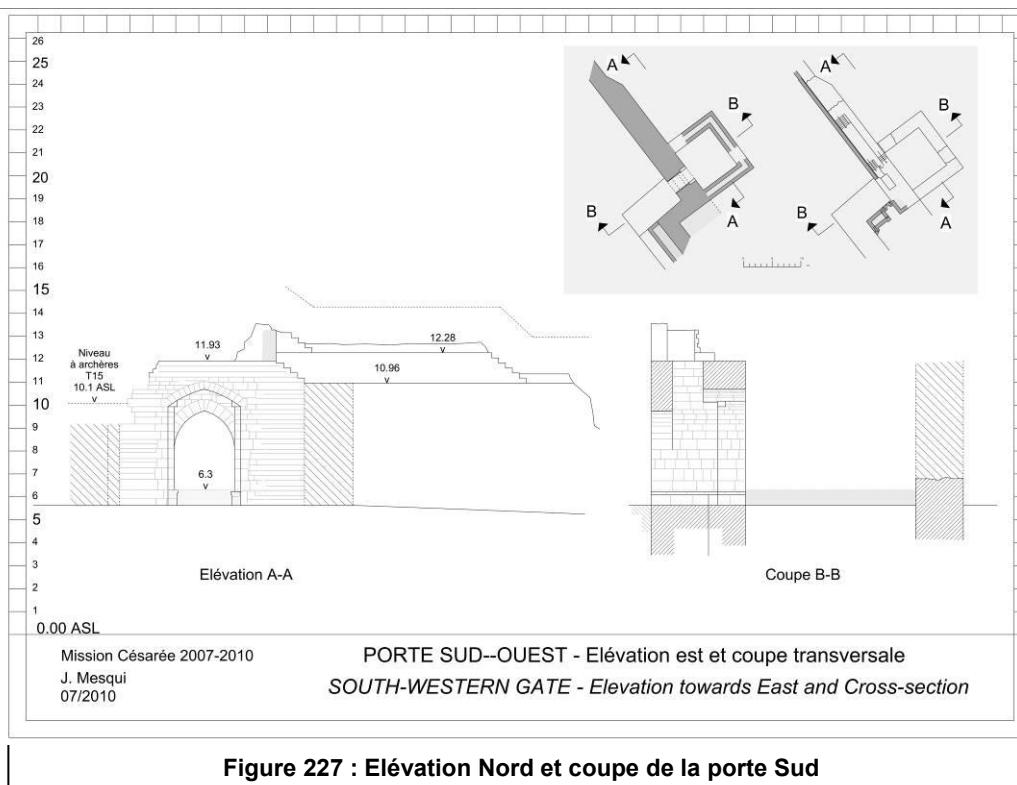 26
25
24
23
22
21
20
19
18
17
16
15
14
13
12
11
10
9
8
7
6
5
4
3
2
1
0.00 ASL
A
B
B
A
A
B
B
A
Niveau
à archères
T15
10.1 ASL
11.93
12.28
10.96
6.3
Elévation A-A
Coupe B-B
Mission Césarée 2007-2010
J. Mesqui
07/2010
PORTE SUD--OUEST - Elévation est et coupe transversale
SOUTH-WESTERN GATE - Elevation towards East and Cross-section
Figure 227 : Elévation Nord et coupe de la porte Sud